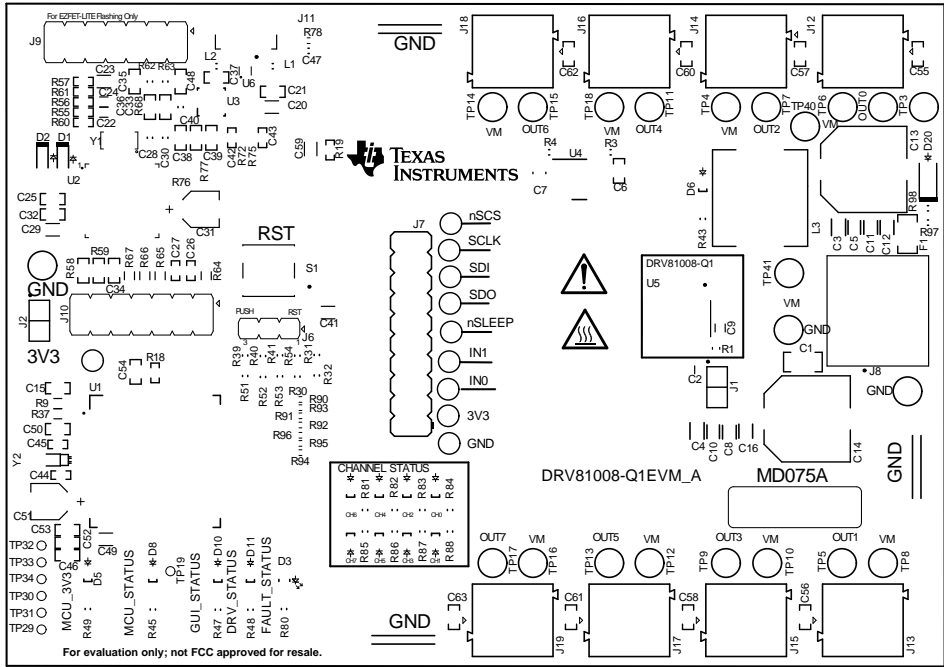 For EZFET-LITE Flashing Only
J9
J11
R78
C47
L2
L1
GND
J18
J16
J14
J12
C62
C60
C57
C55
R57
R61
R56
R55
R60
C23
C24
C22
C35
R62
R63
C48
C37
U6
U3
C21
C20
C36
C33
R68
C40
TP14
VM
OUT6
TP15
TP18
VM
OUT4
TP11
TP4
VM
OUT2
TP7
TP40
TP6
VM
OUT0
TP3
D2
D1
Y1
U2
C28
C30
C38
C39
R77
C42
R72
R75
C43
C59
R19
TEXAS
INSTRUMENTS
R4
C7
U4
R3
C6
D6
R43
L3
C13
D20
R98
R97
C25
C32
C29
R76
C31
C3
C5
C11
C12
F1
RST
J7
nSCS
SCLK
SDI
SDO
nSLEEP
IN1
IN0
3V3
GND
R58
R59
R67
R66
R65
C27
C26
R64
C34
GND
J2
J10
3V3
S1
PUSH
RST
3
J6
C41
DRV81008-Q1
U5
C9
R1
TP41
VM
GND
C1
J8
GND
C2
J1
C54
R18
R39
R40
R41
R54
R31
R32
R51
R52
R53
R30
R90
R93
R91
R92
R96
R95
R94
C15
R9
R37
C50
C45
Y2
C44
C51
U1
C4
C10
C8
C16
C14
GND
DRV81008-Q1EVM_A
MD075A
CHANNEL STATUS
R81
R82
R83
R84
CH6
CH4
CH2
CH0
R85
R86
R87
R88
CH7
CH5
CH3
CH1
C53
C52
C46
C49
TP32
TP33
TP34
TP30
TP31
TP29
MCU_3V3
D5
R49
MCU_STATUS
D8
R45
TP19
GUI_STATUS
D10
R47
DRV_STATUS
D11
R48
FAULT_STATUS
D3
R80
OUT7
TP17
VM
TP16
OUT5
TP13
VM
TP12
OUT3
TP9
VM
TP10
OUT1
TP5
VM
TP8
C63
C61
C58
C56
GND
J19
J17
J15
J13
For evaluation only; not FCC approved for resale.